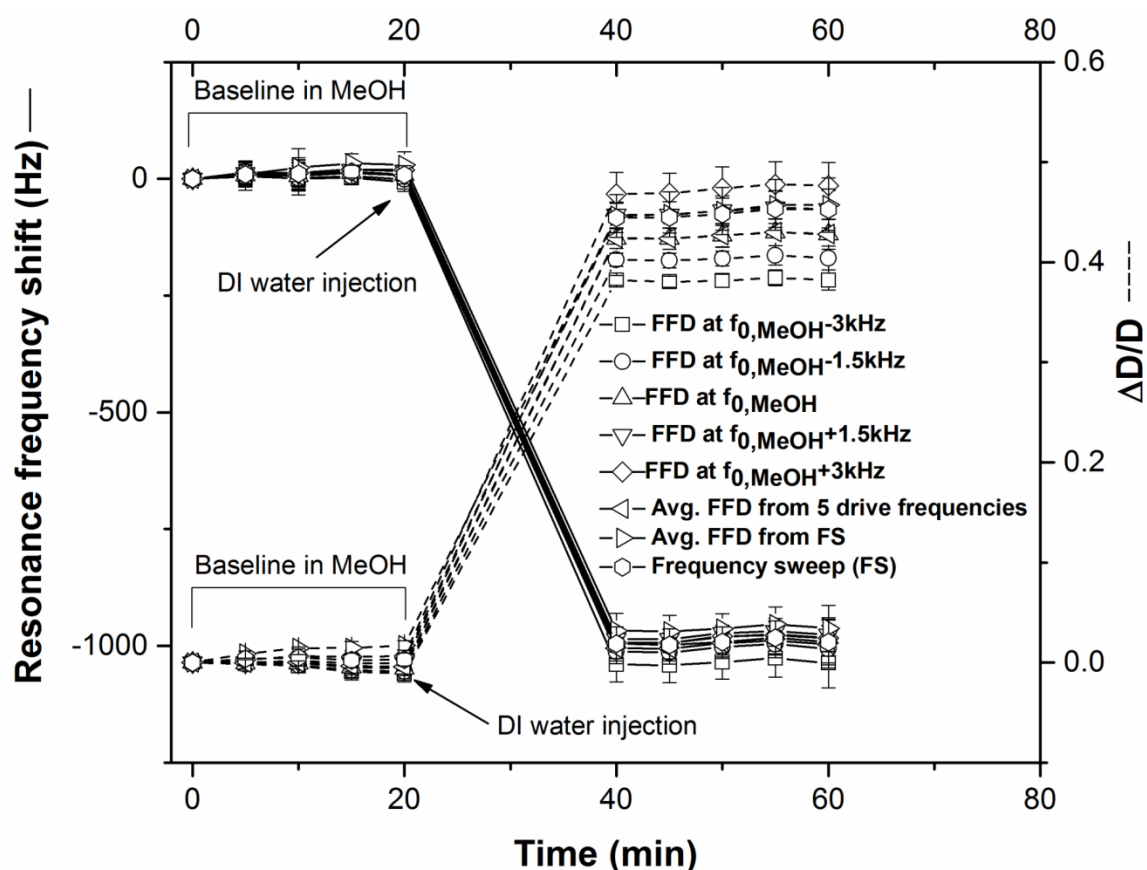 0 20 40 60 80
Resonance frequency shift (Hz) —
0
-500
-1000
0.6
0.4
0.2
0.0
ΔD/D ----
Baseline in MeOH
DI water injection
FFD at f0,MeOH-3kHz
FFD at f0,MeOH-1.5kHz
FFD at f0,MeOH
FFD at f0,MeOH+1.5kHz
FFD at f0,MeOH+3kHz
Avg. FFD from 5 drive frequencies
Avg. FFD from FS
Frequency sweep (FS)
Baseline in MeOH
DI water injection
0 20 40 60 80
Time (min)